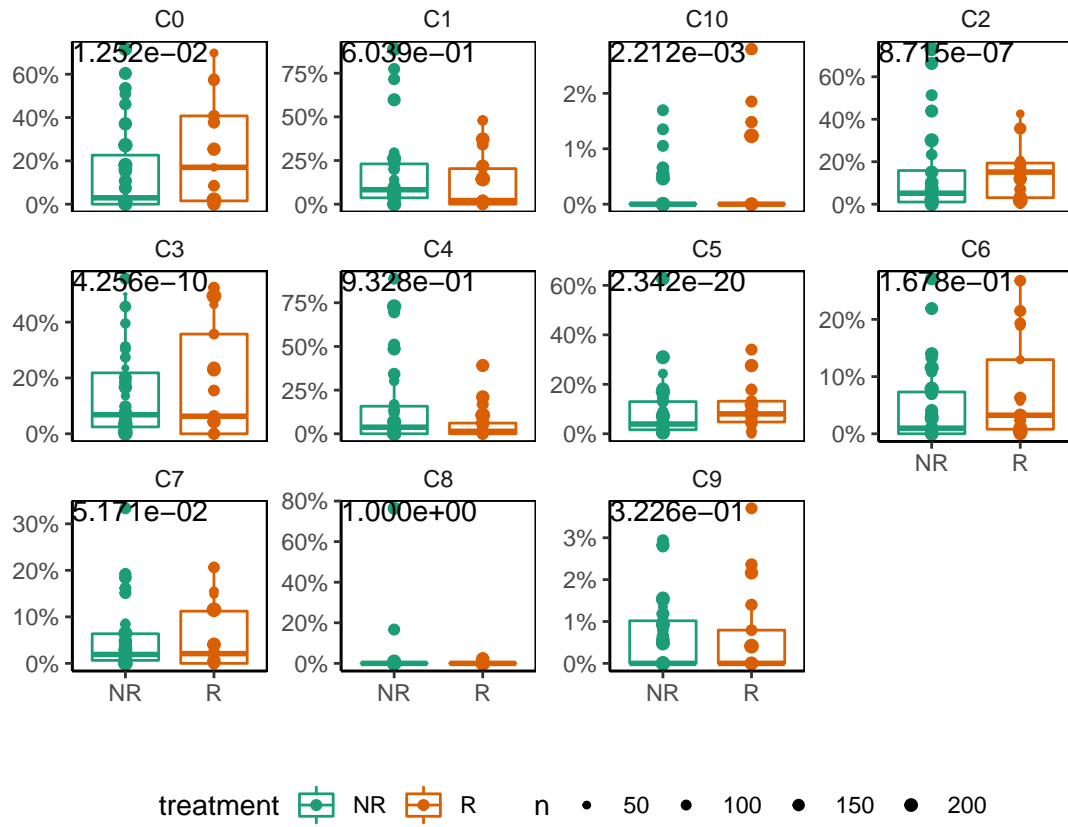 C0 C1 C10 C2
1.252e−02 6.039e−01 2.212e−03 8.715e−07
60% 75% 2% 60%
40% 50% 1% 40%
20% 25% 0% 20%
0% 0% 0%
C3 C4 C5 C6
4.256e−10 9.328e−01 2.342e−20 1.678e−01
40% 75% 60% 20%
20% 50% 40% 10%
0% 25% 20% 0%
0% 0%
NR R
C7 C8 C9
5.171e−02 1.000e+00 3.226e−01
30% 80% 3%
20% 60% 2%
10% 40% 1%
0% 20% 0%
0%
NR R NR R NR R
treatment NR R n 50 100 150 200